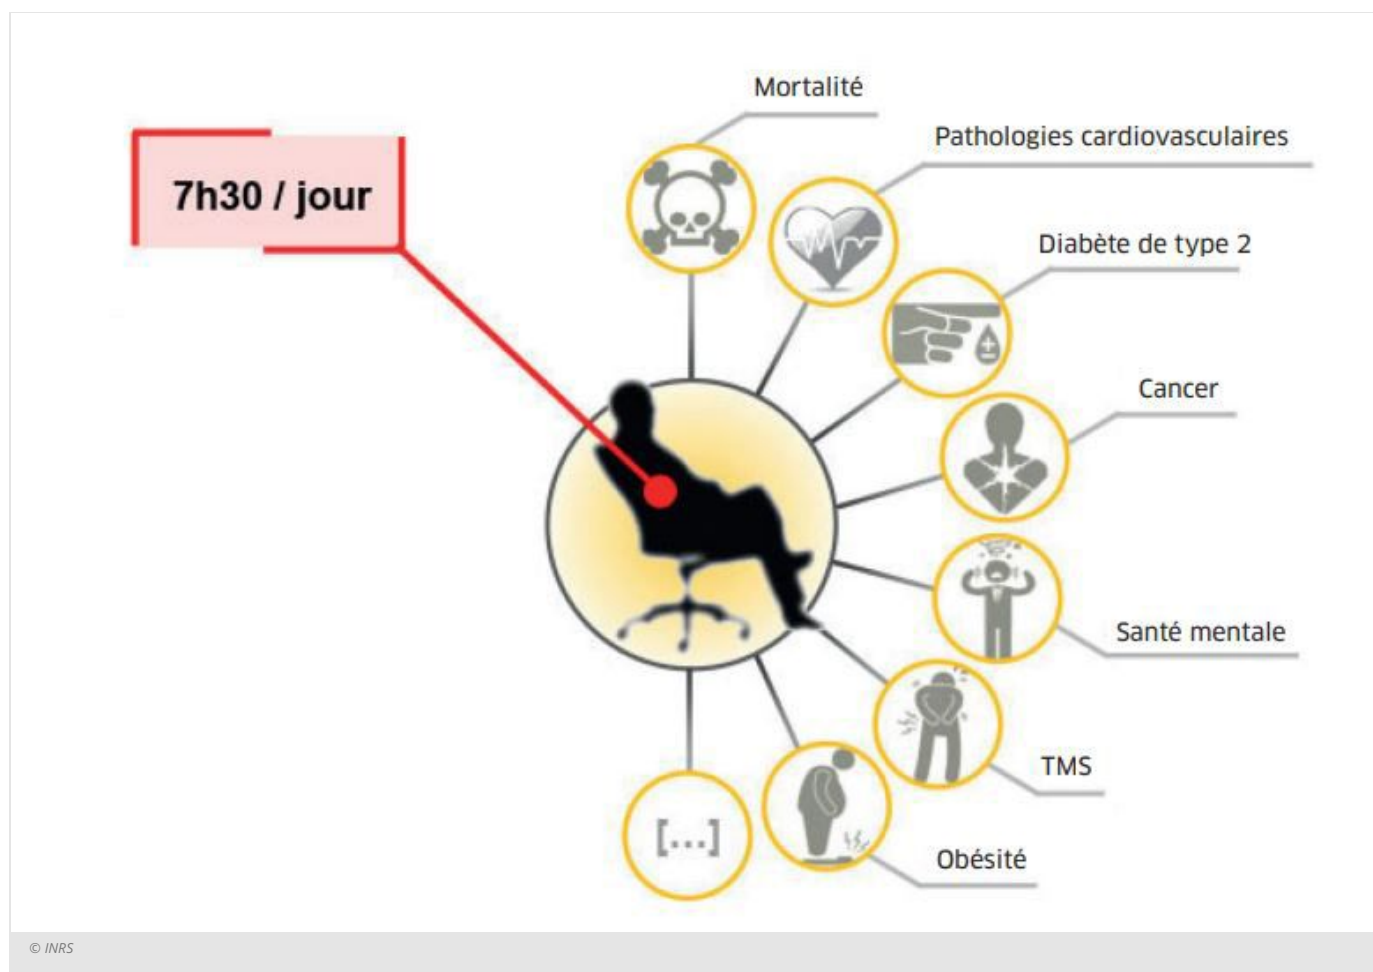 Mortalité
Pathologies cardiovasculaires
7h30 / jour
Diabète de type 2
Cancer
Santé mentale
TMS
[...]
Obésité
© INRS